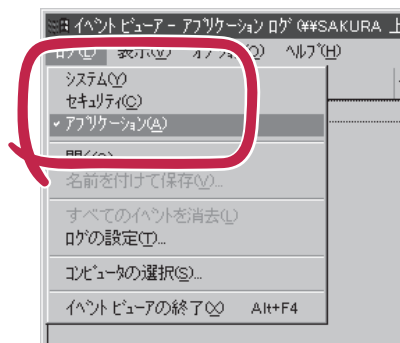 イベント ビューア - アプリケーション ログ (¥¥SAKURA 上
ログ(L) 表示(V) オプション(O) ヘルプ(H)
システム(Y)
セキュリティ(C)
アプリケーション(A)
開く(O)...
名前を付けて保存(V)...
すべてのイベントを消去(L)
ログの設定(T)...
コンピュータの選択(S)...
イベント ビューアの終了(X) Alt+F4